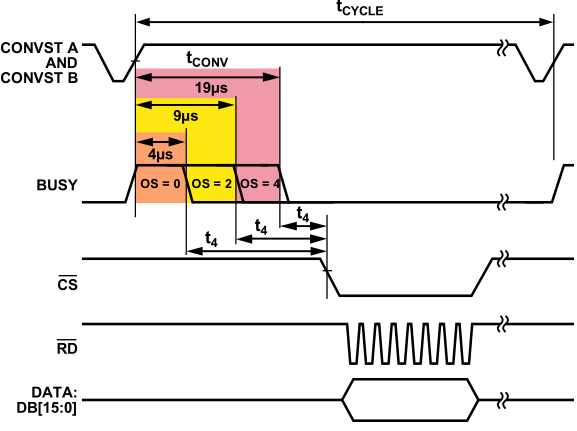 tCYCLE
CONVST A
AND
CONVST B
tCONV
19µs
9µs
4µs
BUSY
OS = 0
OS = 2
OS = 4
t4
t4
t4
CS
RD
DATA:
DB[15:0]